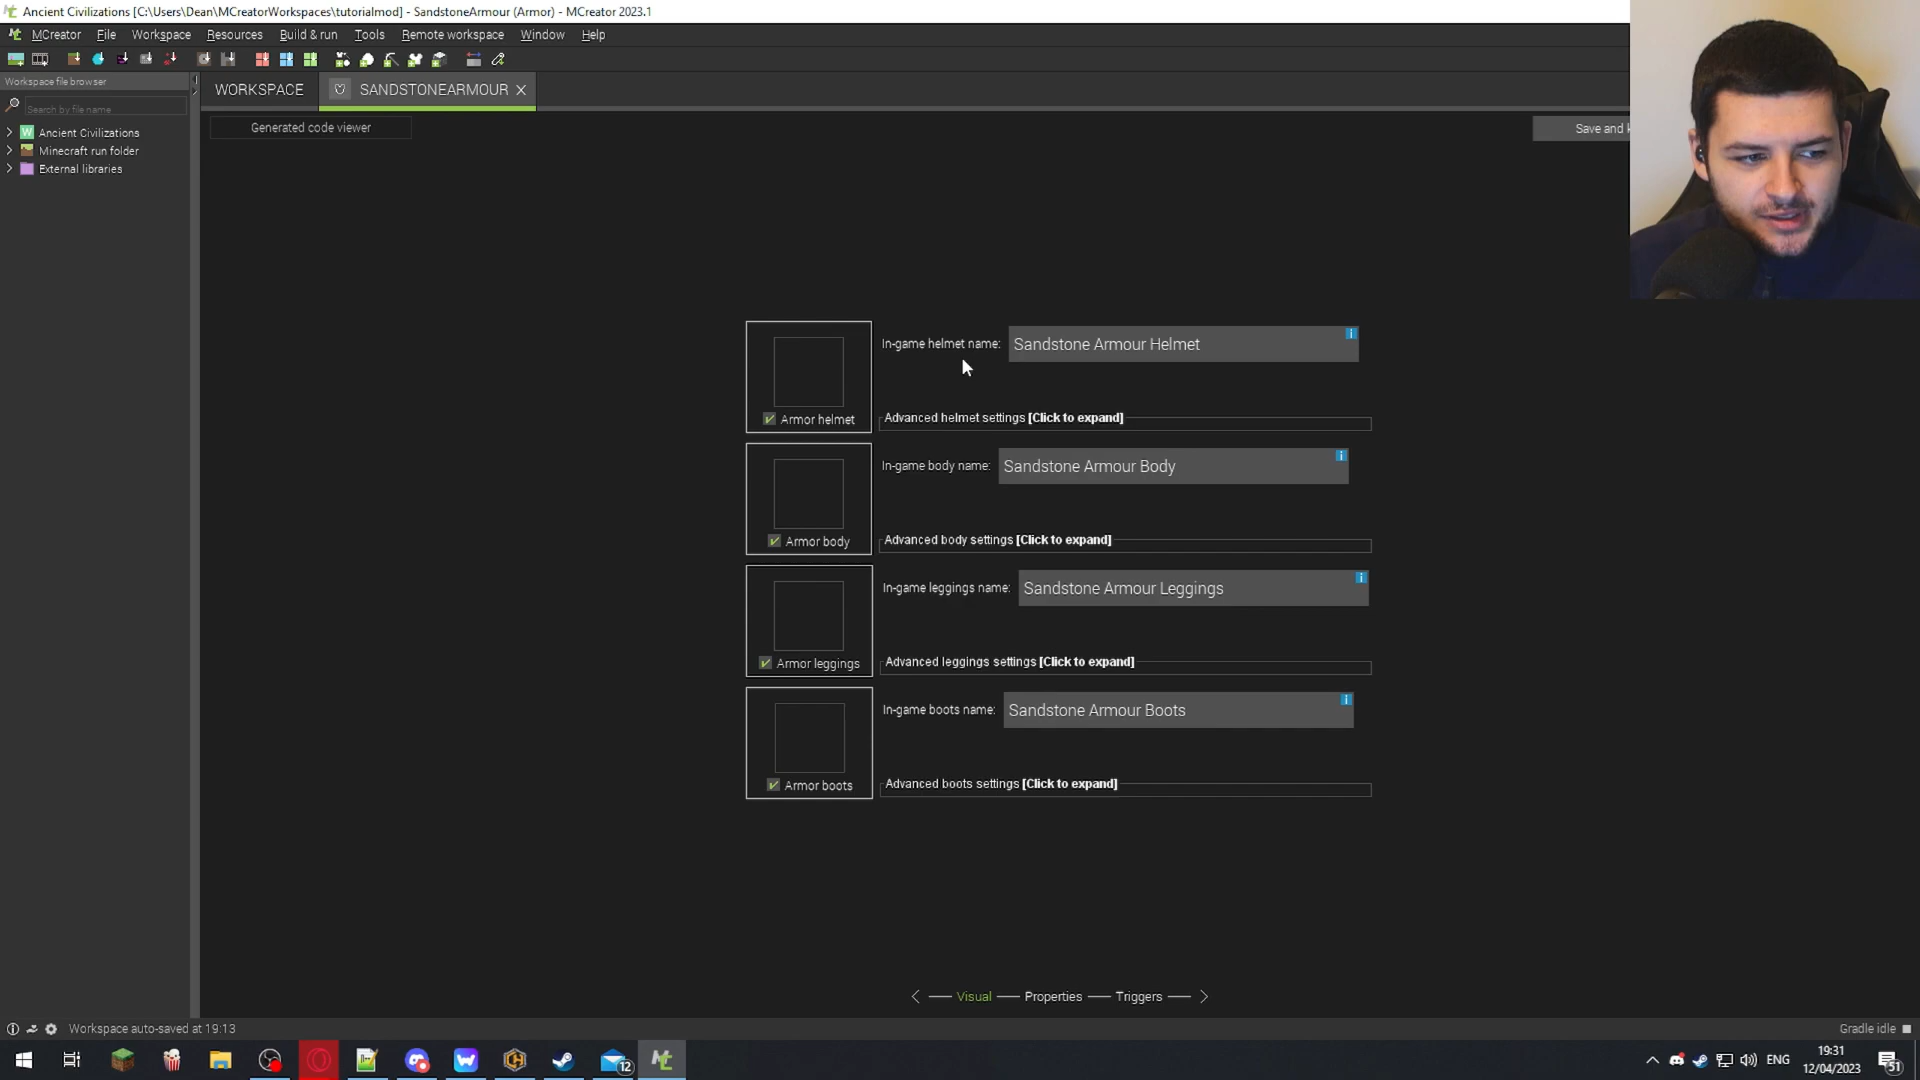 Ancient Civilizations [C:\Users\Dean\MCreatorWorkspaces\tutorialmod] - SandstoneArmour (Armor) - MCreator 2023.1
MCreator File Workspace Resources Build & run Tools Remote workspace Window Help
Workspace file browser
Search by file name
Ancient Civilizations
Minecraft run folder
External libraries
WORKSPACE SANDSTONEARMOUR
Generated code viewer
Save and
In-game helmet name: Sandstone Armour Helmet
Armor helmet
Advanced helmet settings [Click to expand]
In-game body name: Sandstone Armour Body
Armor body
Advanced body settings [Click to expand]
In-game leggings name: Sandstone Armour Leggings
Armor leggings
Advanced leggings settings [Click to expand]
In-game boots name: Sandstone Armour Boots
Armor boots
Advanced boots settings [Click to expand]
Visual Properties Triggers
Workspace auto-saved at 19:13
Gradle idle
12
ENG
19:31
12/04/2023
51